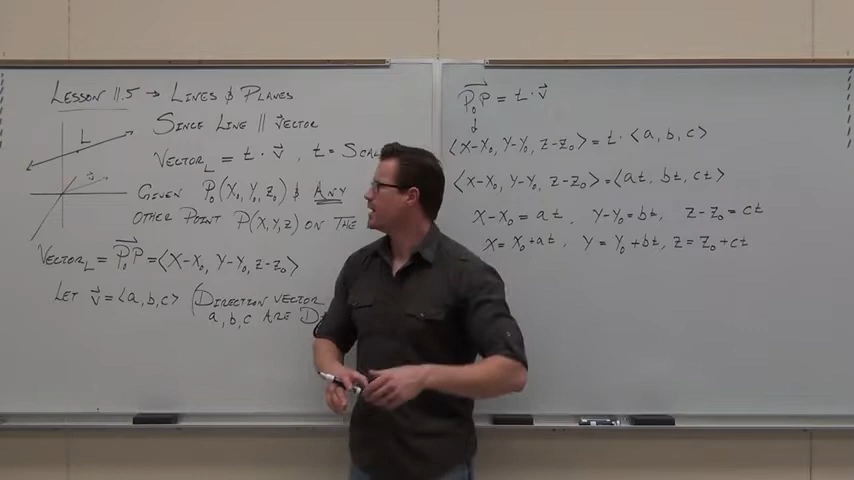 LESSON 11.5 → LINES & PLANES
SINCE LINE ∥ VECTOR
L
VECTOR_L = t · v⃗ , t = SCA
v⃗
GIVEN P₀(X₀, Y₀, Z₀) & ANY
OTHER POINT P(X, Y, Z) ON THE
VECTOR_L = P₀P⃗ = ⟨X-X₀, Y-Y₀, Z-Z₀⟩
LET v⃗ = ⟨a, b, c⟩ (DIRECTION VECTOR
a, b, c ARE D
P₀P⃗ = t · v⃗
↓
⟨X-X₀, Y-Y₀, Z-Z₀⟩ = t · ⟨a, b, c⟩
⟨X-X₀, Y-Y₀, Z-Z₀⟩ = ⟨at, bt, ct⟩
X-X₀ = at , Y-Y₀ = bt, Z-Z₀ = ct
X = X₀+at , Y = Y₀+bt, Z = Z₀+ct